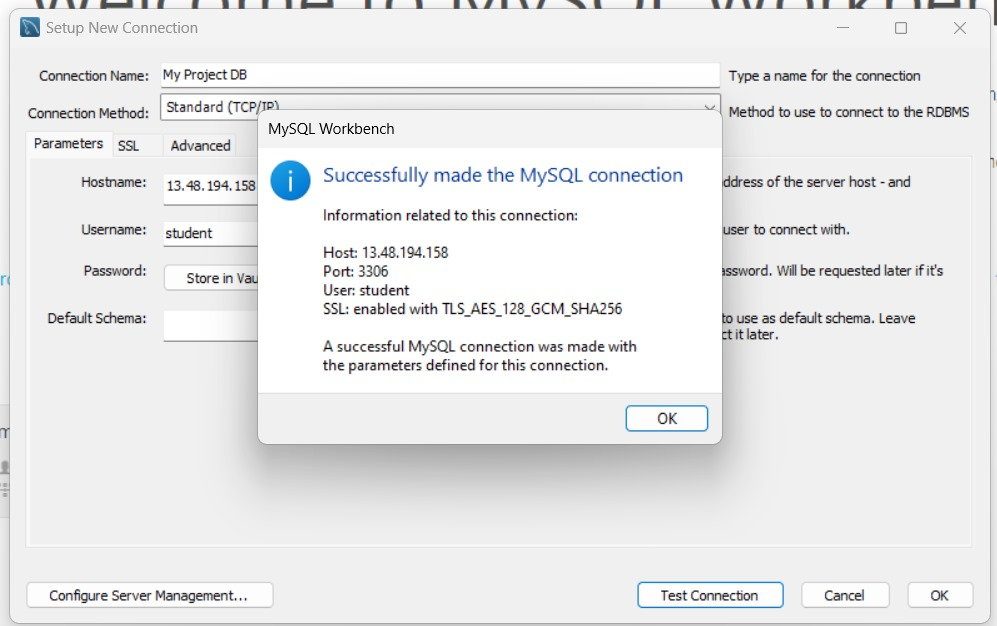 Welcome to MySQL Workben
Setup New Connection
Connection Name: My Project DB Type a name for the connection
Connection Method: Standard (TCP/IP) Method to use to connect to the RDBMS
Parameters SSL Advanced
MySQL Workbench
Successfully made the MySQL connection
Information related to this connection:
Host: 13.48.194.158
Port: 3306
User: student
SSL: enabled with TLS_AES_128_GCM_SHA256
A successful MySQL connection was made with
the parameters defined for this connection.
OK
Hostname: 13.48.194.158 address of the server host - and
Username: student user to connect with.
Password: Store in Vau assword. Will be requested later if it's
Default Schema: to use as default schema. Leave
ct it later.
Configure Server Management... Test Connection Cancel OK